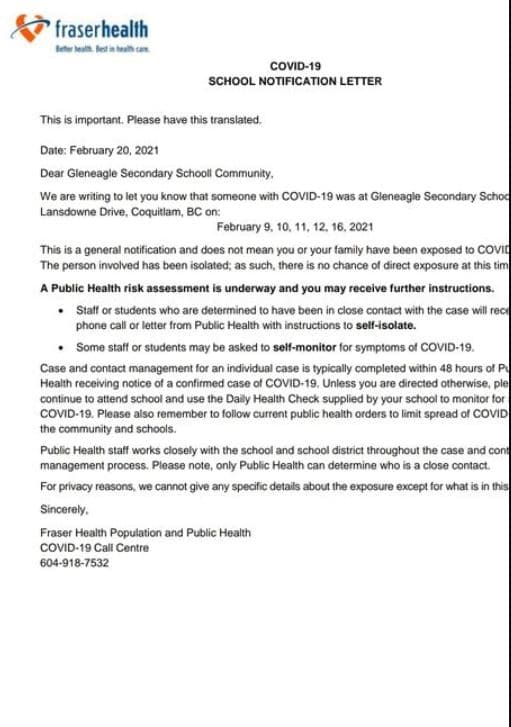 fraserhealth
Better health. Best in health care.
COVID-19
SCHOOL NOTIFICATION LETTER
This is important. Please have this translated.
Date: February 20, 2021
Dear Gleneagle Secondary Schooll Community,
We are writing to let you know that someone with COVID-19 was at Gleneagle Secondary Schoo
Lansdowne Drive, Coquitlam, BC on:
February 9, 10, 11, 12, 16, 2021
This is a general notification and does not mean you or your family have been exposed to COVID
The person involved has been isolated; as such, there is no chance of direct exposure at this tim
A Public Health risk assessment is underway and you may receive further instructions.
• Staff or students who are determined to have been in close contact with the case will rece
phone call or letter from Public Health with instructions to self-isolate.
• Some staff or students may be asked to self-monitor for symptoms of COVID-19.
Case and contact management for an individual case is typically completed within 48 hours of Pu
Health receiving notice of a confirmed case of COVID-19. Unless you are directed otherwise, ple
continue to attend school and use the Daily Health Check supplied by your school to monitor for
COVID-19. Please also remember to follow current public health orders to limit spread of COVID
the community and schools.
Public Health staff works closely with the school and school district throughout the case and cont
management process. Please note, only Public Health can determine who is a close contact.
For privacy reasons, we cannot give any specific details about the exposure except for what is in this
Sincerely,
Fraser Health Population and Public Health
COVID-19 Call Centre
604-918-7532